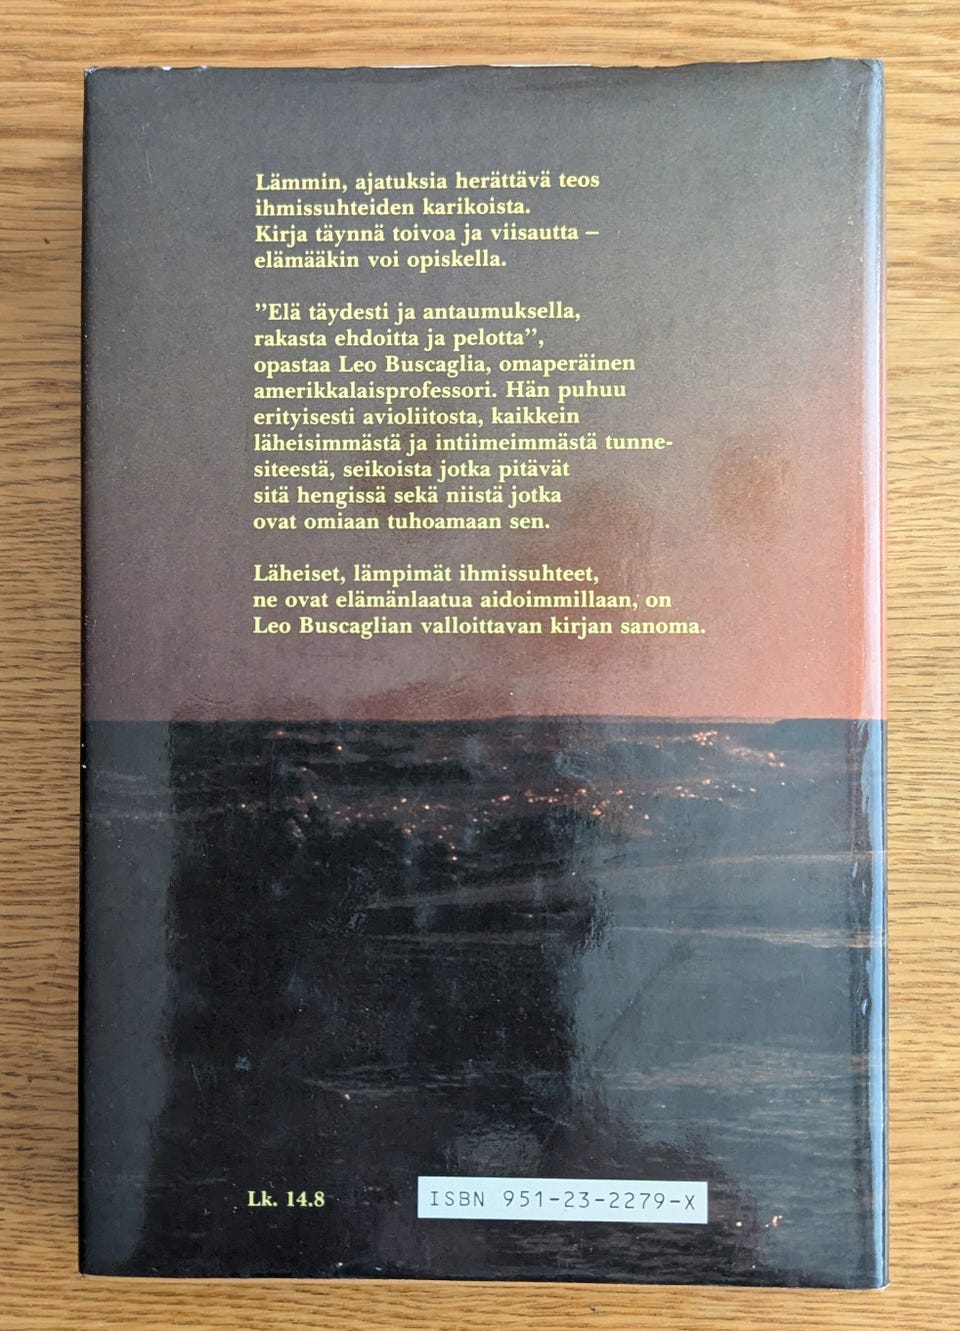 Lämmin, ajatuksia herättävä teos
ihmissuhteiden karikoista.
Kirja täynnä toivoa ja viisautta –
elämääkin voi opiskella.
”Elä täydesti ja antaumuksella,
rakasta ehdoitta ja pelotta”,
opastaa Leo Buscaglia, omaperäinen
amerikkalaisprofessori. Hän puhuu
erityisesti avioliitosta, kaikkein
läheisimmästä ja intiimeimmästä tunne-
siteestä, seikoista jotka pitävät
sitä hengissä sekä niistä jotka
ovat omiaan tuhoamaan sen.
Läheiset, lämpimät ihmissuhteet,
ne ovat elämänlaatua aidoimmillaan, on
Leo Buscaglian valloittavan kirjan sanoma.
Lk. 14.8
ISBN 951-23-2279-X